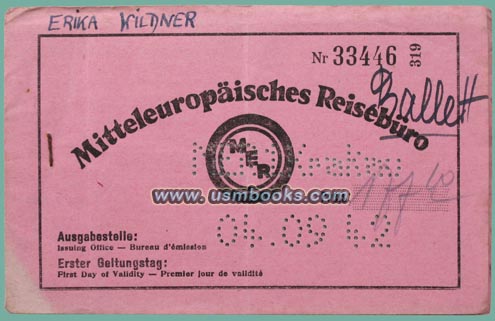 ERIKA WILDNER
Nr 33446 319
Ballett
Mitteleuropäisches Reisebüro
MER
Krakau
www.usmbooks.com
04.09 42
Ausgabestelle:
Issuing Office — Bureau d'émission
Erster Geltungstag:
First Day of Validity — Premier jour de validité